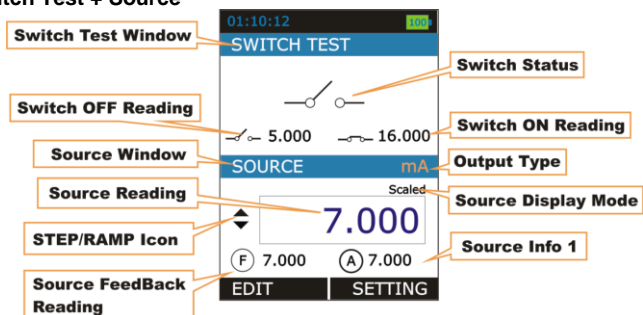 tch Test + Source
01:10:12 100
SWITCH TEST
Switch Test Window
Switch Status
Switch OFF Reading
5.000 16.000
Switch ON Reading
Source Window
SOURCE mA
Output Type
Scaled
Source Reading
Source Display Mode
7.000
STEP/RAMP Icon
Source Info 1
F 7.000 A 7.000
Source FeedBack
Reading
EDIT SETTING